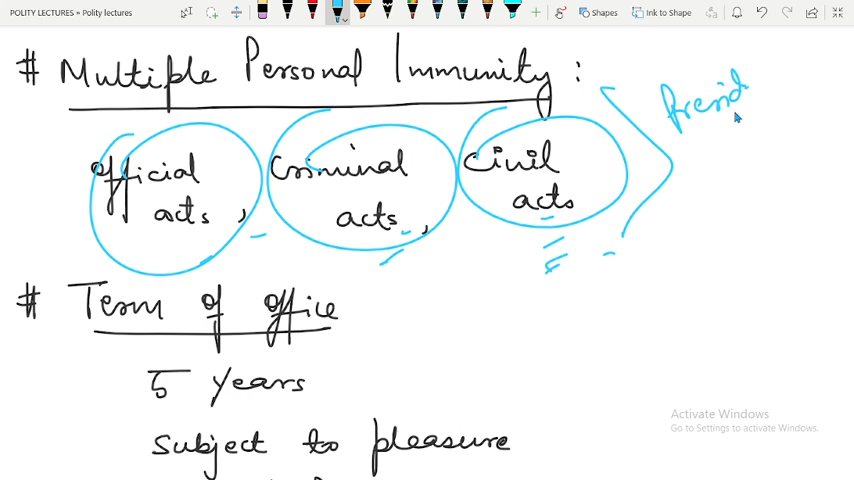 POLITY LECTURES » Polity lectures
Shapes
Ink to Shape
# Multiple Personal Immunity :
Presid
official
acts ,
Criminal
acts ,
Civil
acts
# Term of office
5 years
subject to pleasure
Activate Windows
Go to Settings to activate Windows.